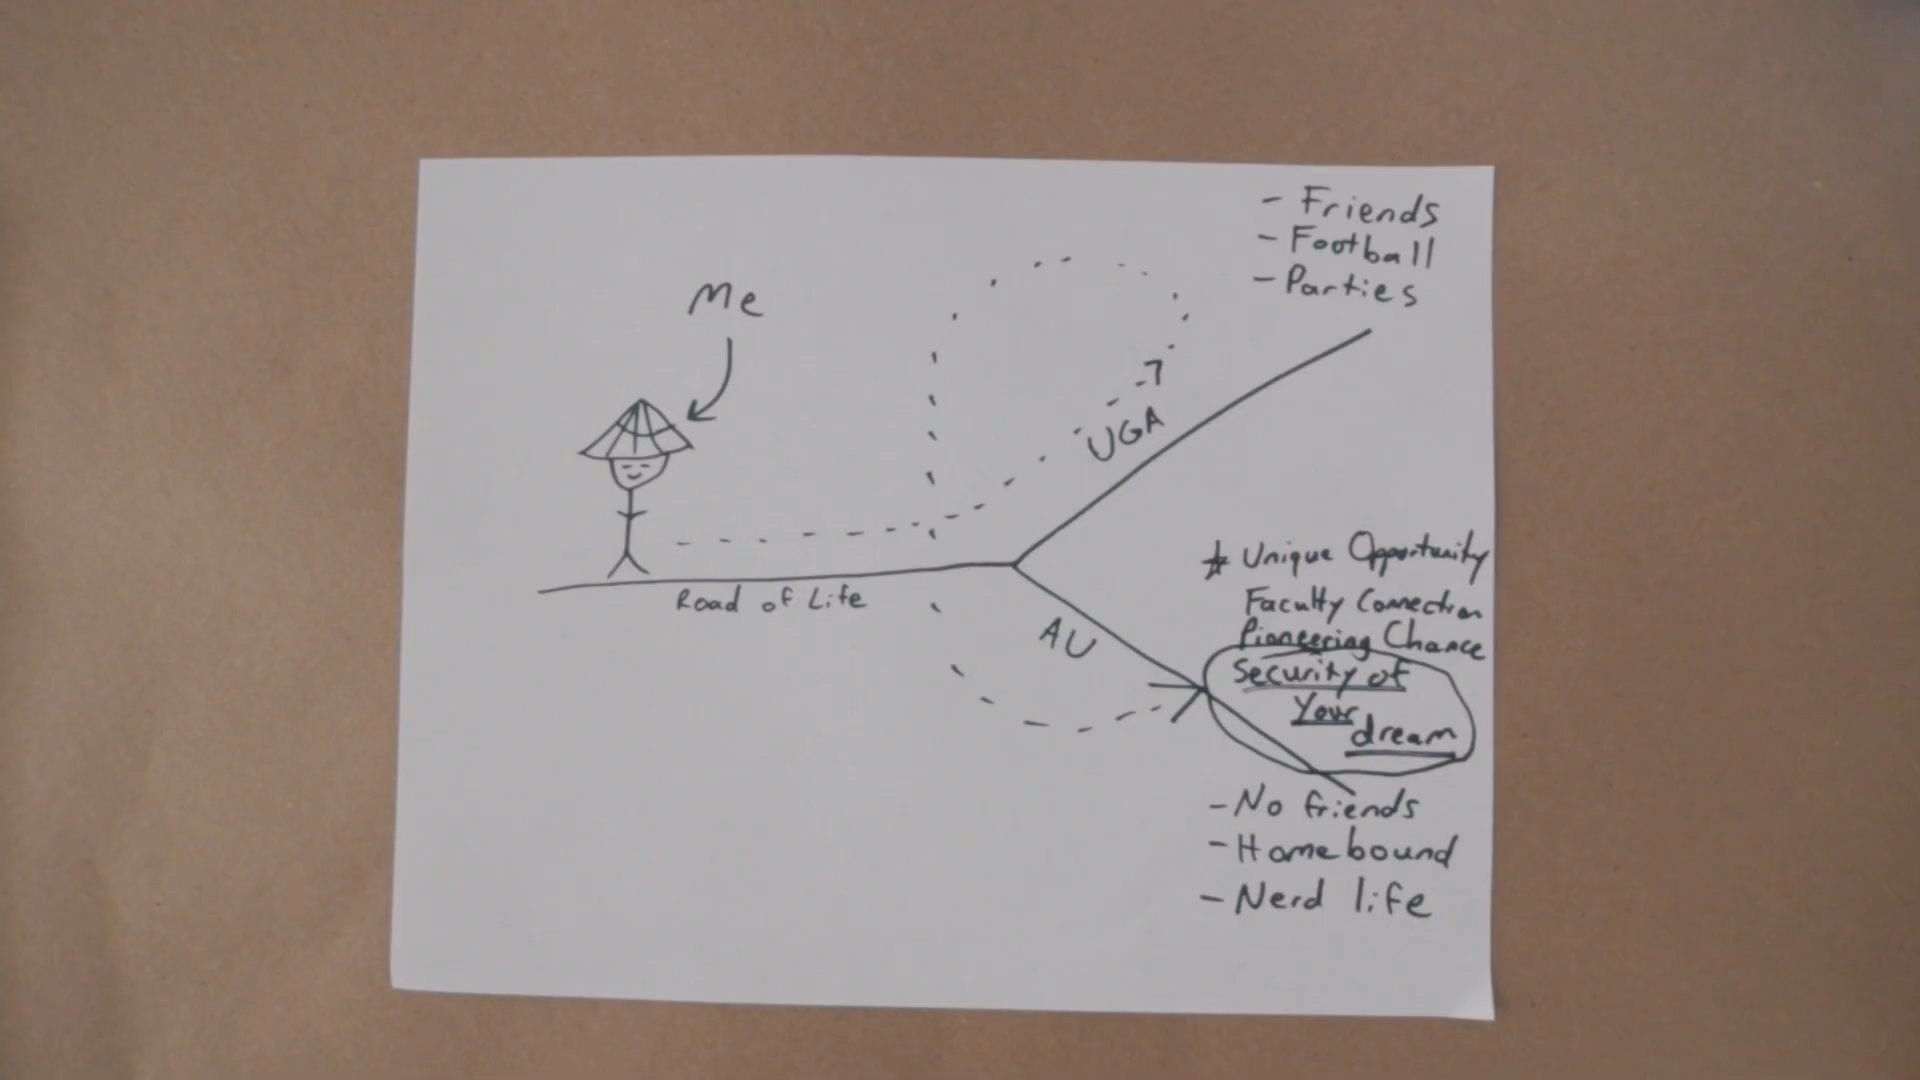 - Friends
- Football
- Parties
Me
UGA
Road of Life
AU
* Unique Opportunity
Faculty Connection
Pioneering Chance
Security of
Your
dream
- No friends
- Homebound
- Nerd life